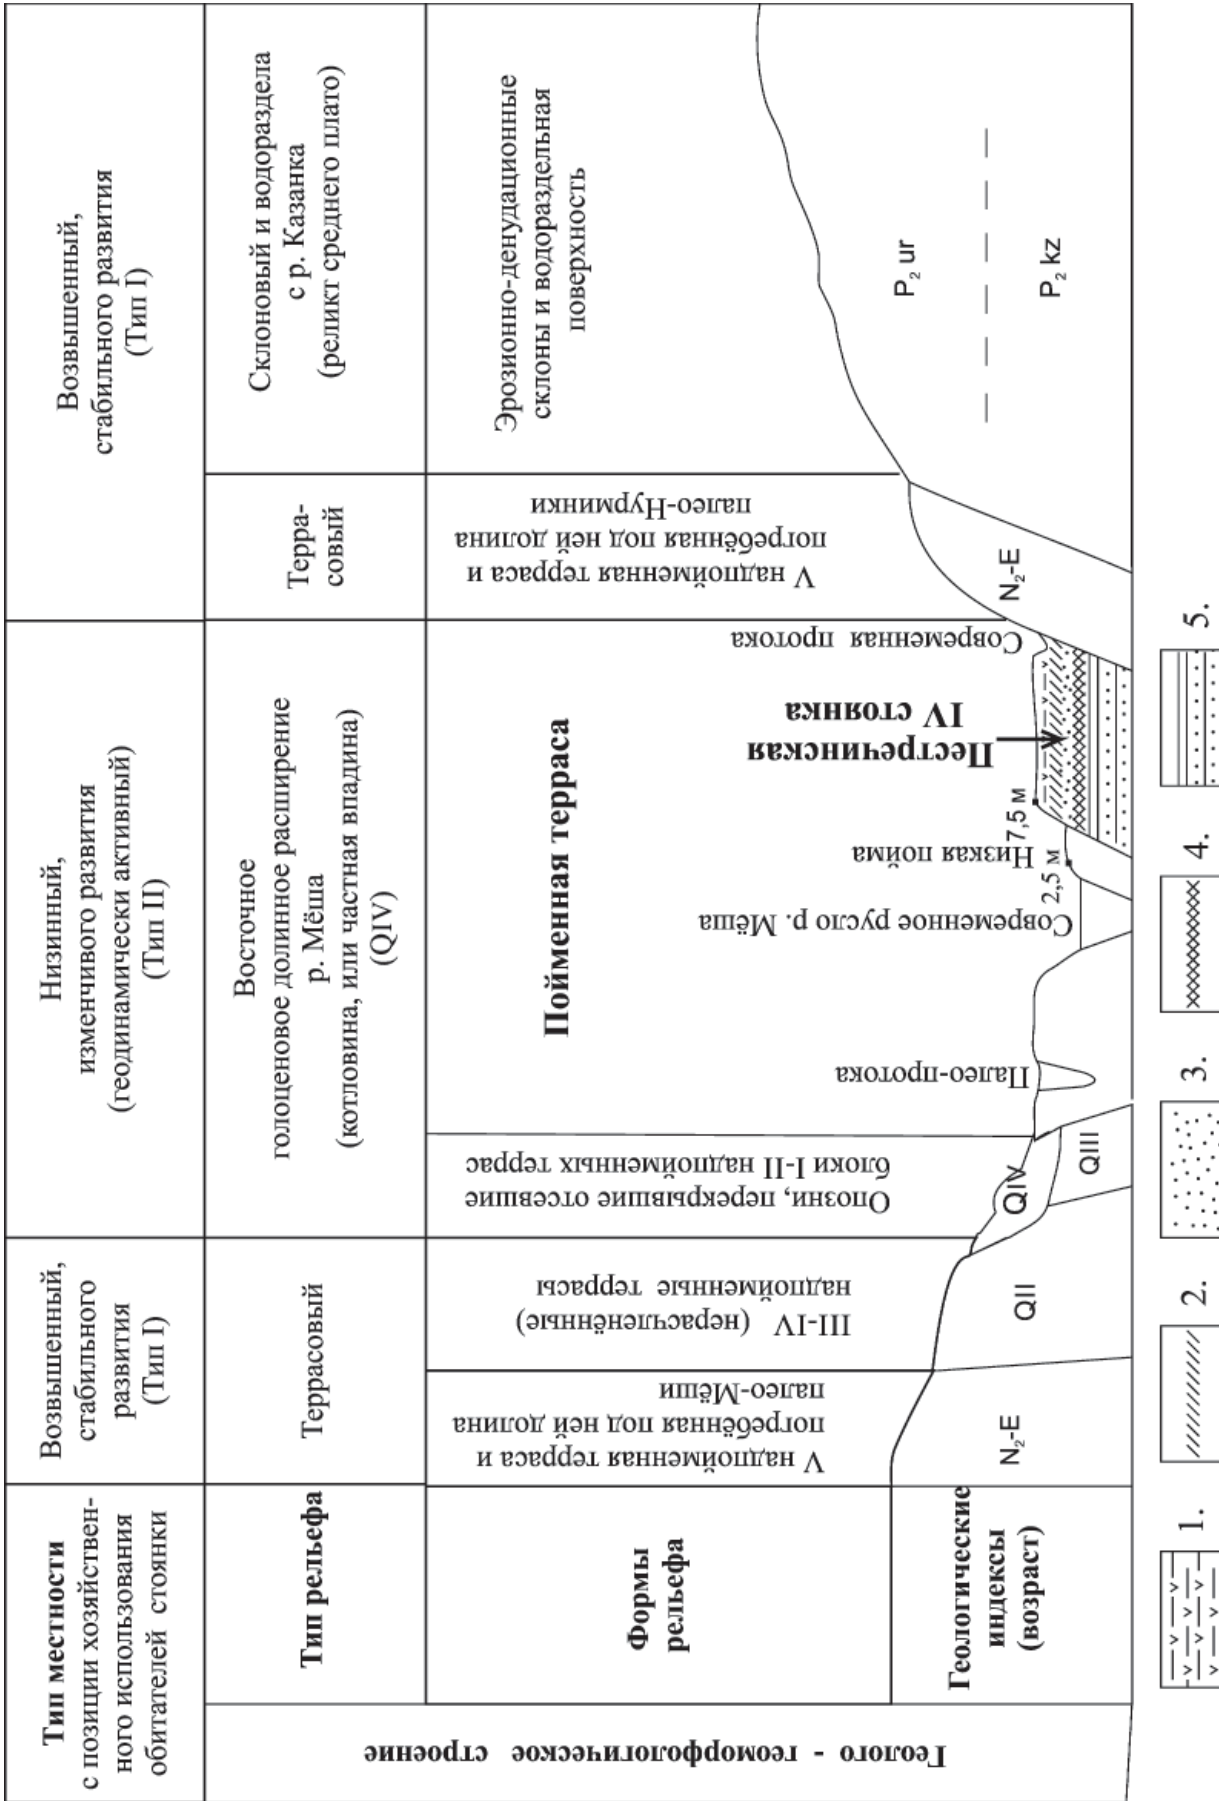 Тип местности
с позиции хозяйствен-
ного использования
обитателей стоянки
Возвышенный,
стабильного
развития
(Тип I)
Низинный,
изменчивого развития
(геодинамически активный)
(Тип II)
Возвышенный,
стабильного развития
(Тип I)
Геолого - геоморфологическое строение
Тип рельефа
Террасовый
Восточное
голоценовое долинное расширение
р. Мёша
(котловина, или частная впадина)
(QIV)
Терра-
совый
Склоновый и водораздела
с р. Казанка
(реликт среднего плато)
Формы
рельефа
V надпойменная терраса и
погребённая под ней долина
палео-Мёши
III-IV (нерасчленённые)
надпойменные террасы
Опозни, перекрывшие отсевшие
блоки I-II надпойменных террас
Пойменная терраса
Палео-протока
Современное русло р. Мёша
Низкая пойма
2,5 м
7,5 м
Пестречинская
IV стоянка
Современная протока
V надпойменная терраса и
погребённая под ней долина
палео-Нурминки
Эрозионно-денудационные
склоны и водораздельная
поверхность
Геологические
индексы
(возраст)
N₂-E
QII
QIV
QIII
N₂-E
P₂ ur
P₂ kz
1.
2.
3.
4.
5.